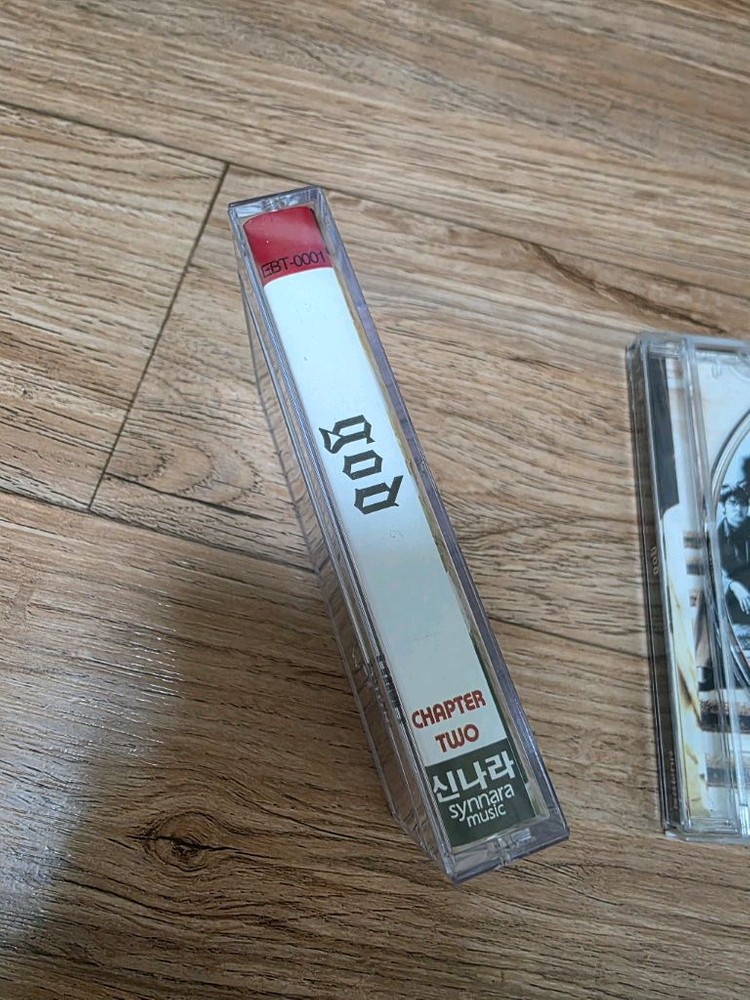 EBT-0001
god
CHAPTER
TWO
신나라
synnara
music